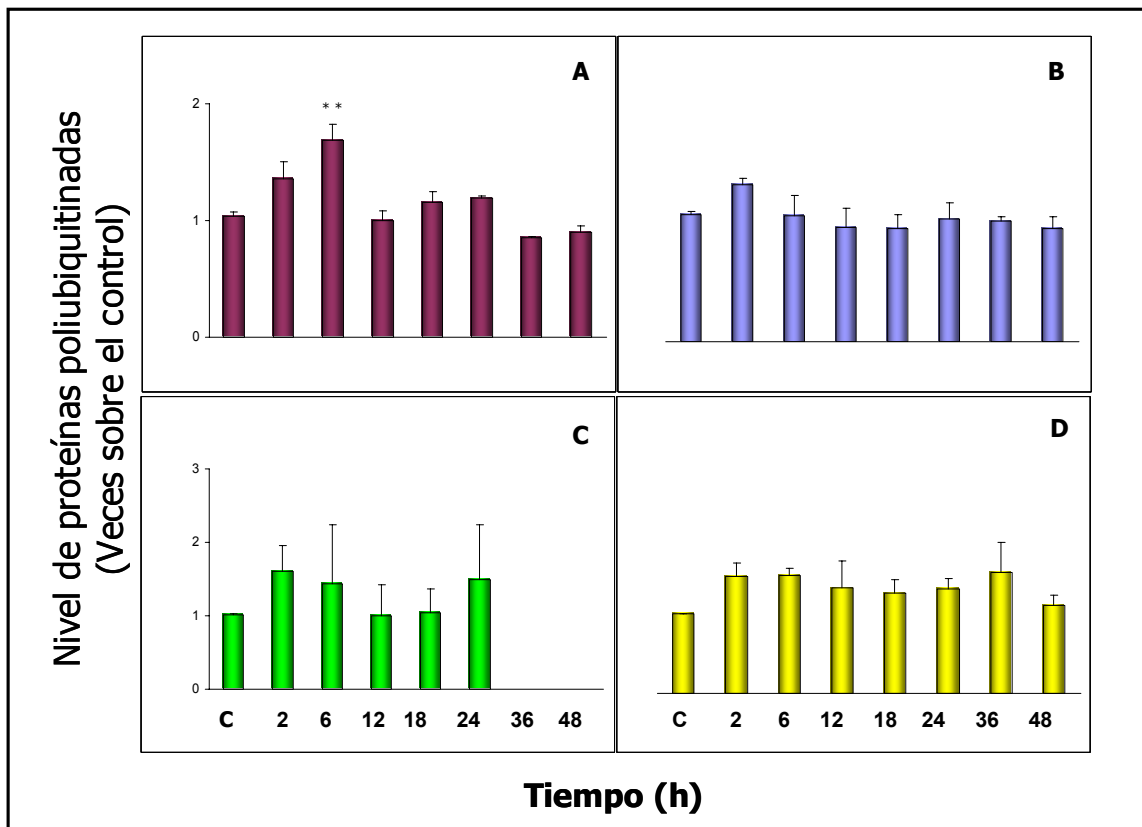 Nivel de proteínas poliubiquitinadas
(Veces sobre el control)
A
2
* *
1
0
B
C
3
2
1
0
C 2 6 12 18 24 36 48
D
C 2 6 12 18 24 36 48
Tiempo (h)